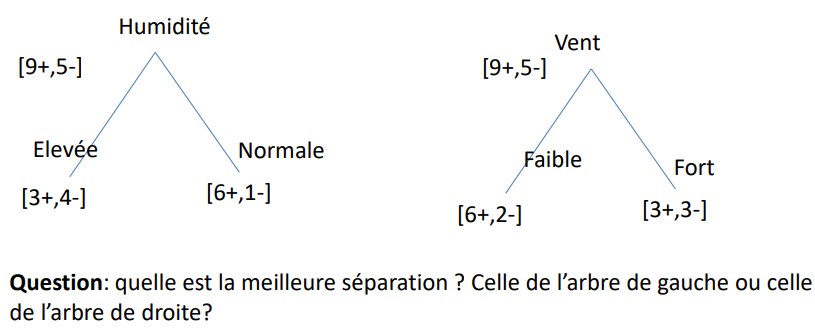 Humidité
[9+,5-]
Elevée
Normale
[3+,4-]
[6+,1-]
Vent
[9+,5-]
Faible
Fort
[6+,2-]
[3+,3-]
Question: quelle est la meilleure séparation ? Celle de l’arbre de gauche ou celle
de l’arbre de droite?